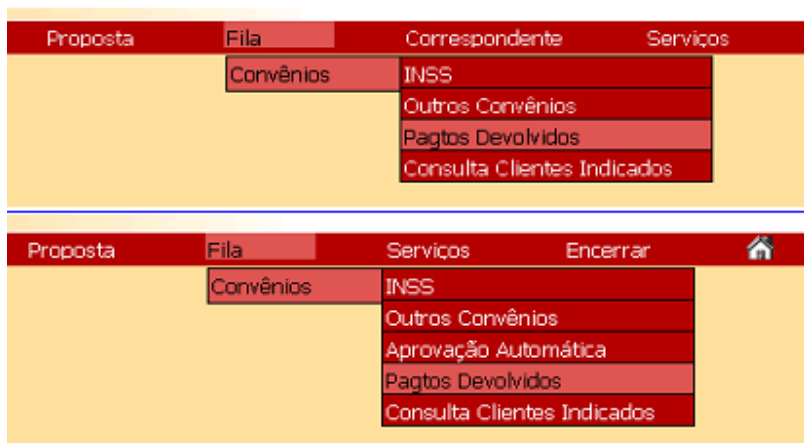 Proposta Fila Correspondente Serviços
Convênios INSS
Outros Convênios
Pagtos Devolvidos
Consulta Clientes Indicados
Proposta Fila Serviços Encerrar
Convênios INSS
Outros Convênios
Aprovação Automática
Pagtos Devolvidos
Consulta Clientes Indicados